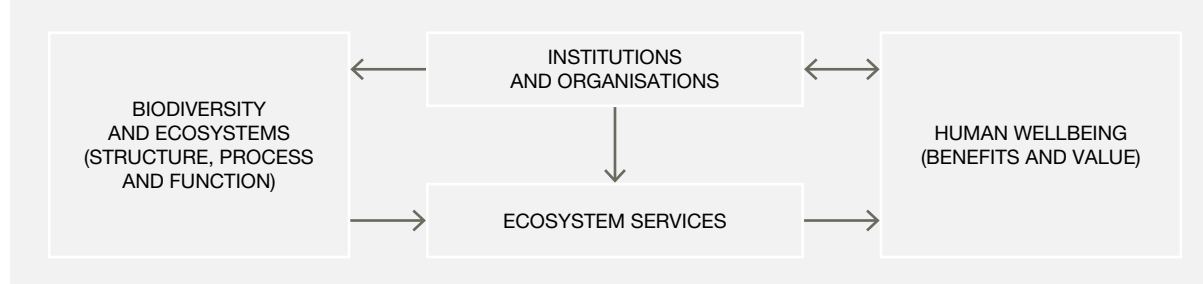 BIODIVERSITY
AND ECOSYSTEMS
(STRUCTURE, PROCESS
AND FUNCTION)
INSTITUTIONS
AND ORGANISATIONS
ECOSYSTEM SERVICES
HUMAN WELLBEING
(BENEFITS AND VALUE)